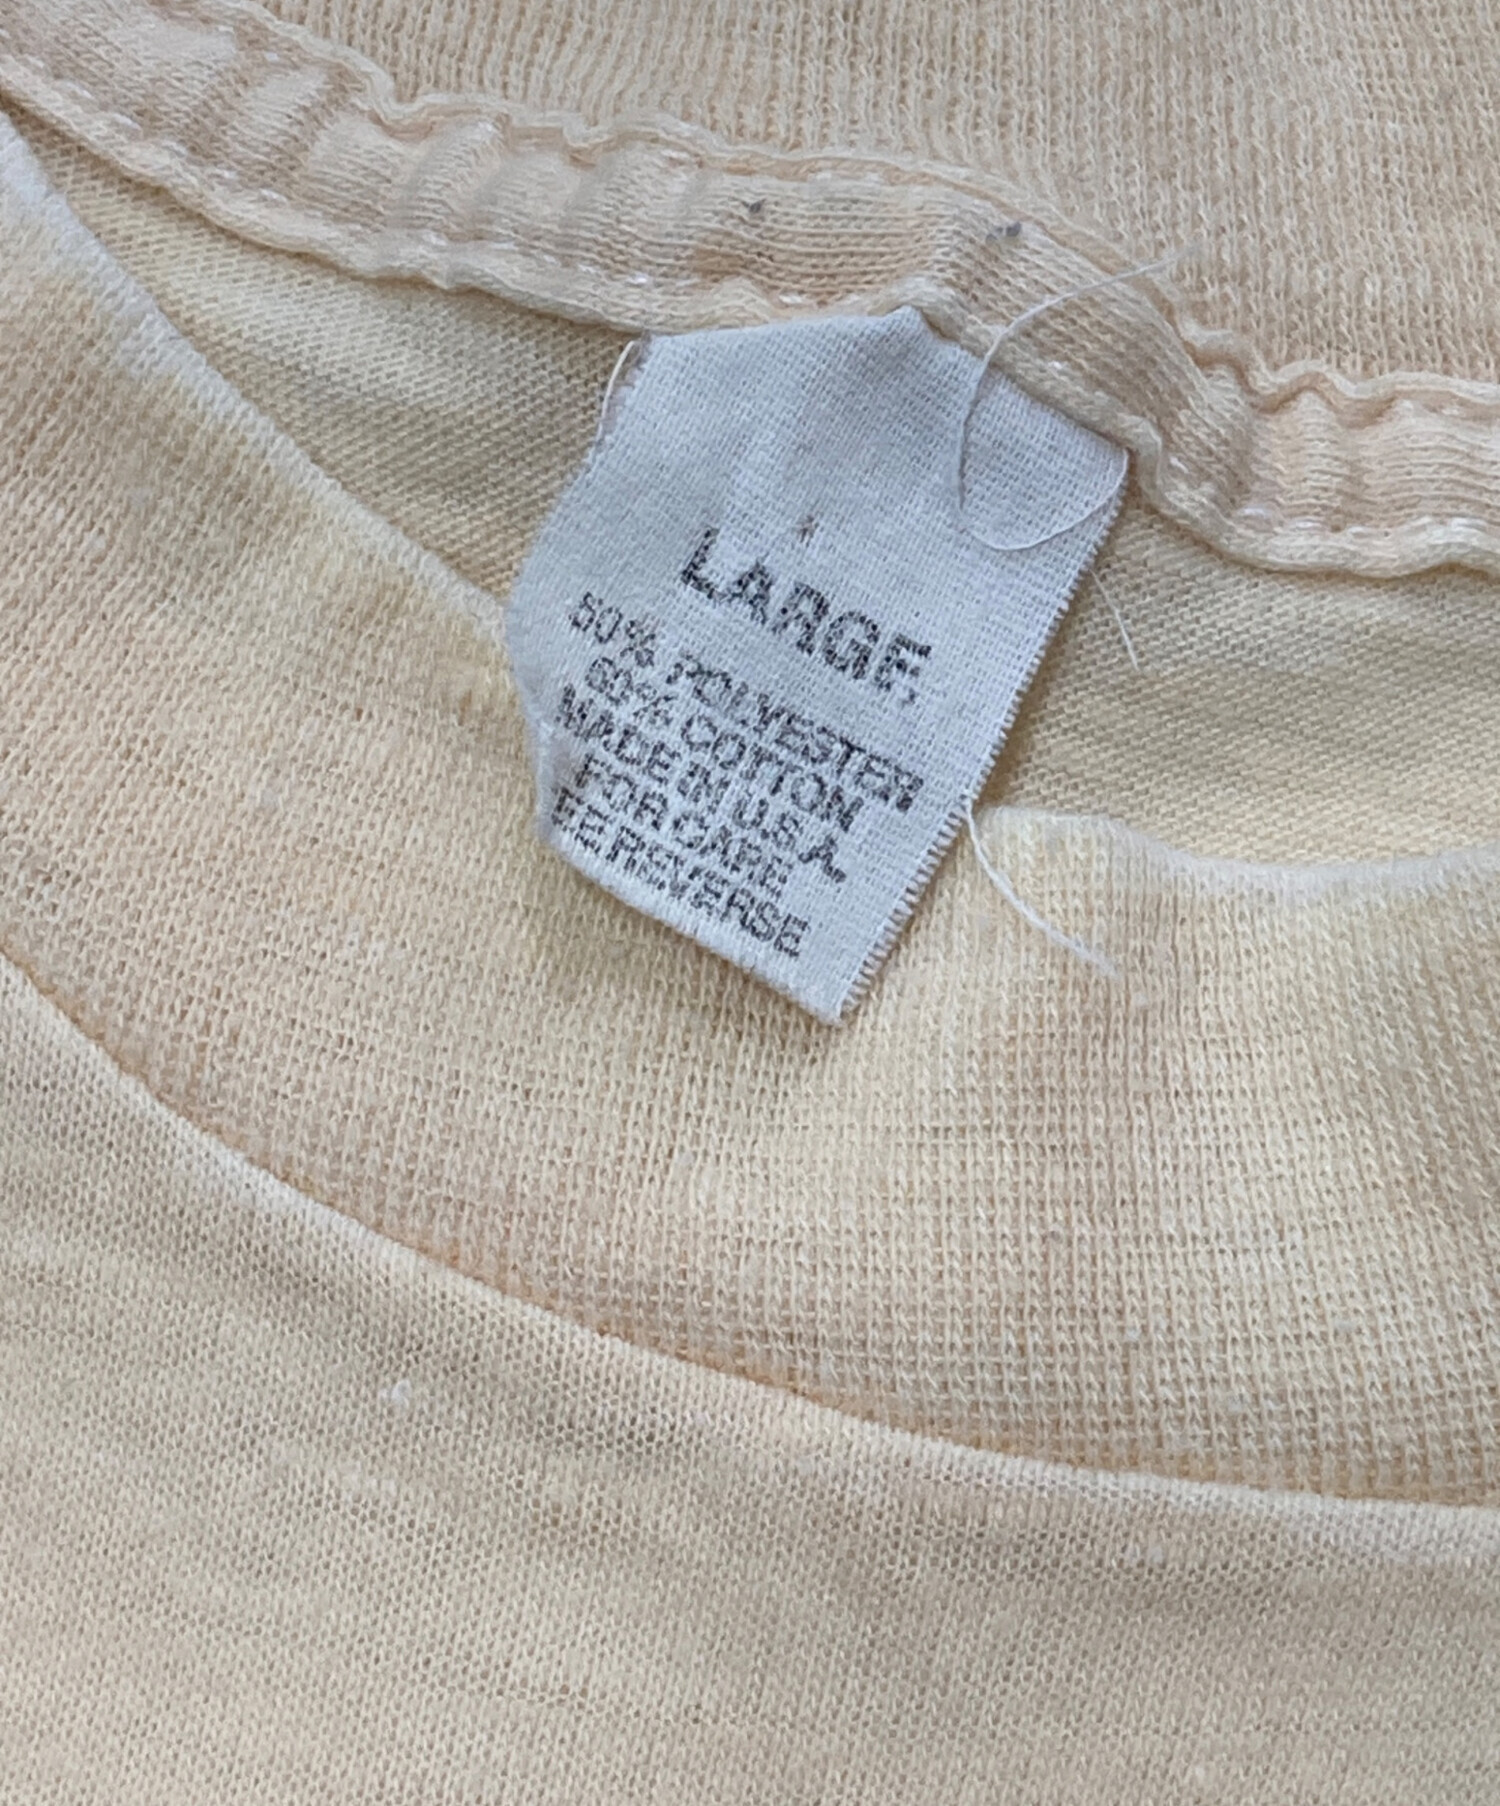 LARGE
50% POLYESTER
50% COTTON
MADE IN U.S.A.
FOR CARE
EE REVERSE